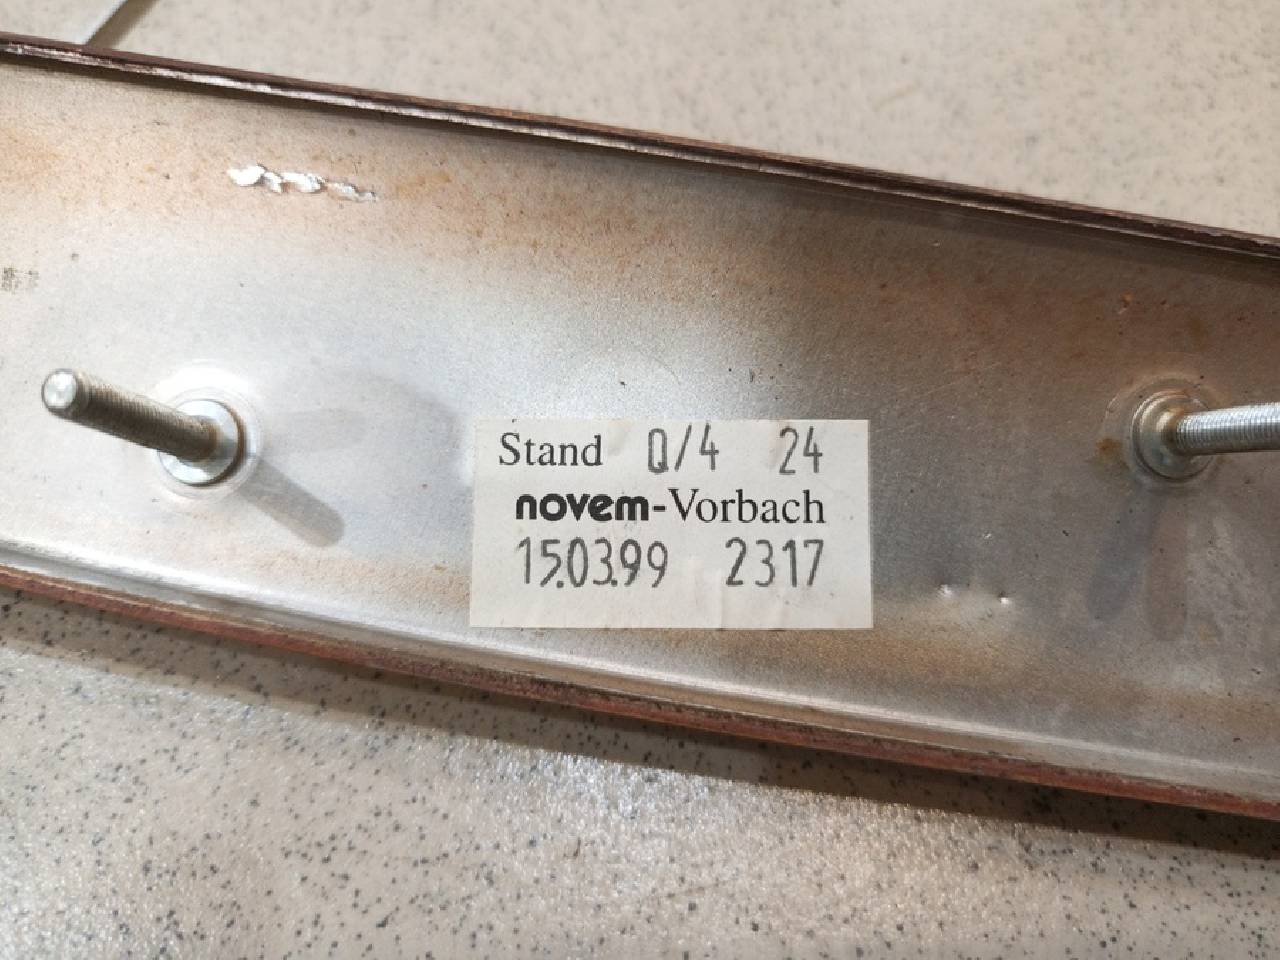 Stand Q/4 24
novem-Vorbach
15.03.99 2317